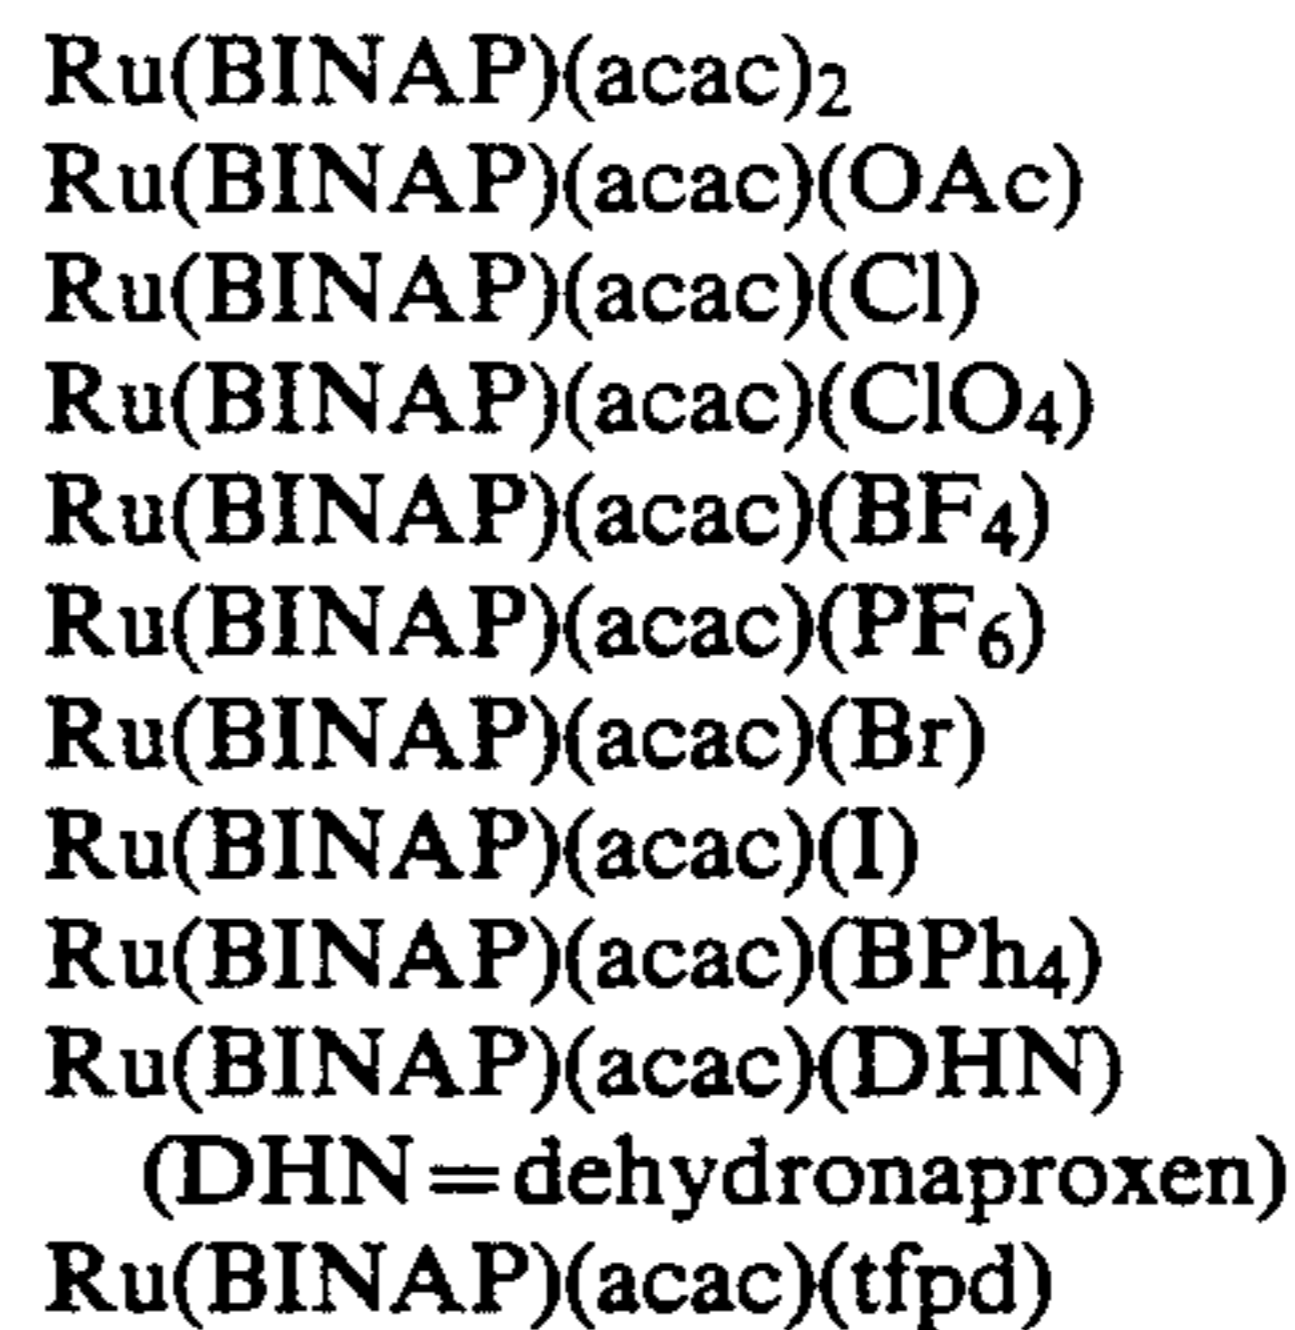 Ru(BINAP)(acac)₂
Ru(BINAP)(acac)(OAc)
Ru(BINAP)(acac)(Cl)
Ru(BINAP)(acac)(ClO₄)
Ru(BINAP)(acac)(BF₄)
Ru(BINAP)(acac)(PF₆)
Ru(BINAP)(acac)(Br)
Ru(BINAP)(acac)(I)
Ru(BINAP)(acac)(BPh₄)
Ru(BINAP)(acac)(DHN)
(DHN=dehydronaproxen)
Ru(BINAP)(acac)(tfpd)